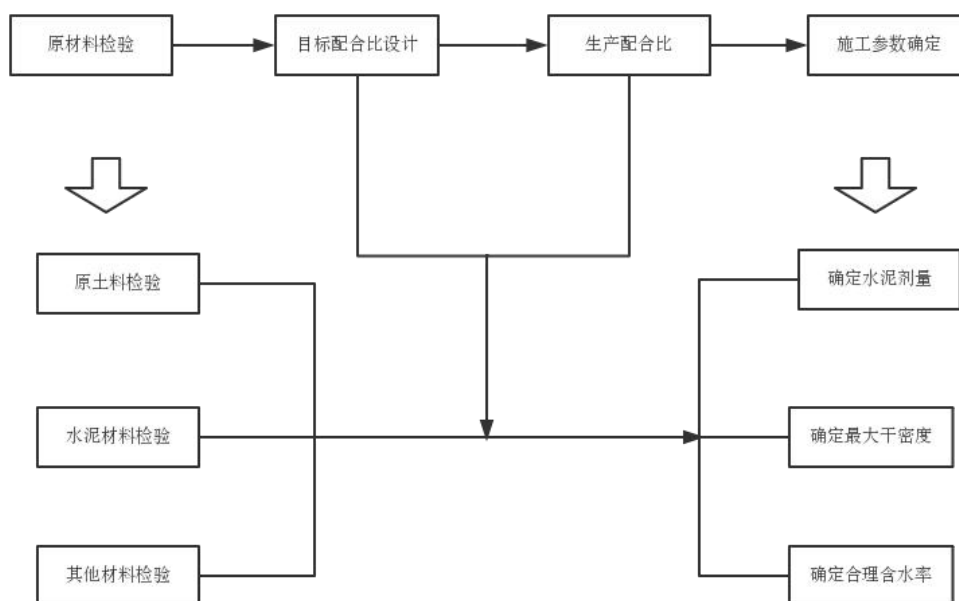 原材料检验
目标配合比设计
生产配合比
施工参数确定
原土料检验
确定水泥剂量
水泥材料检验
确定最大干密度
其他材料检验
确定合理含水率